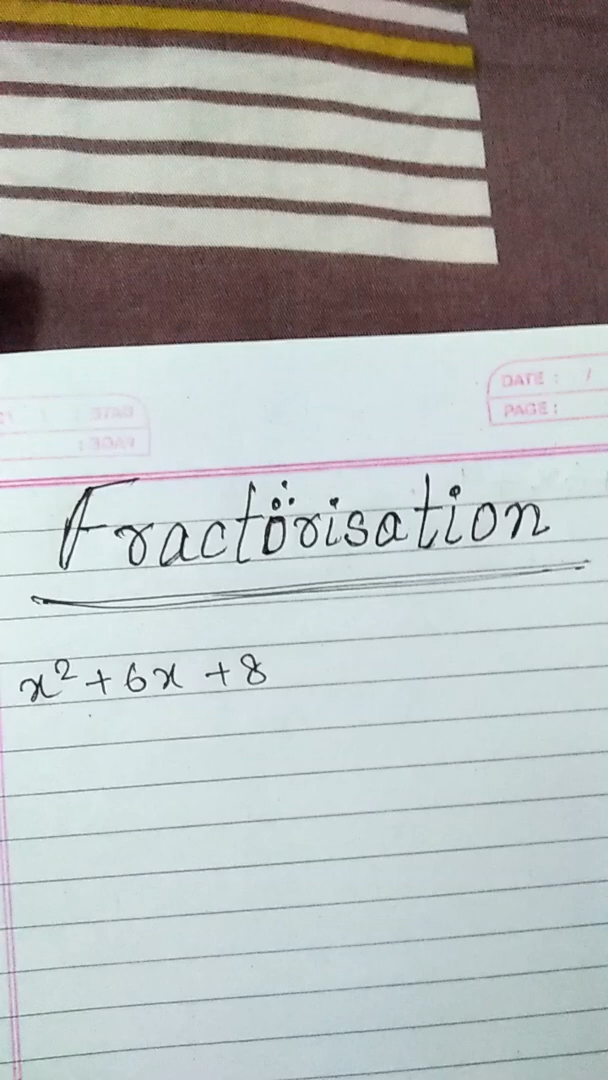 DATE : /
PAGE :
Fractorisation
x² + 6x + 8